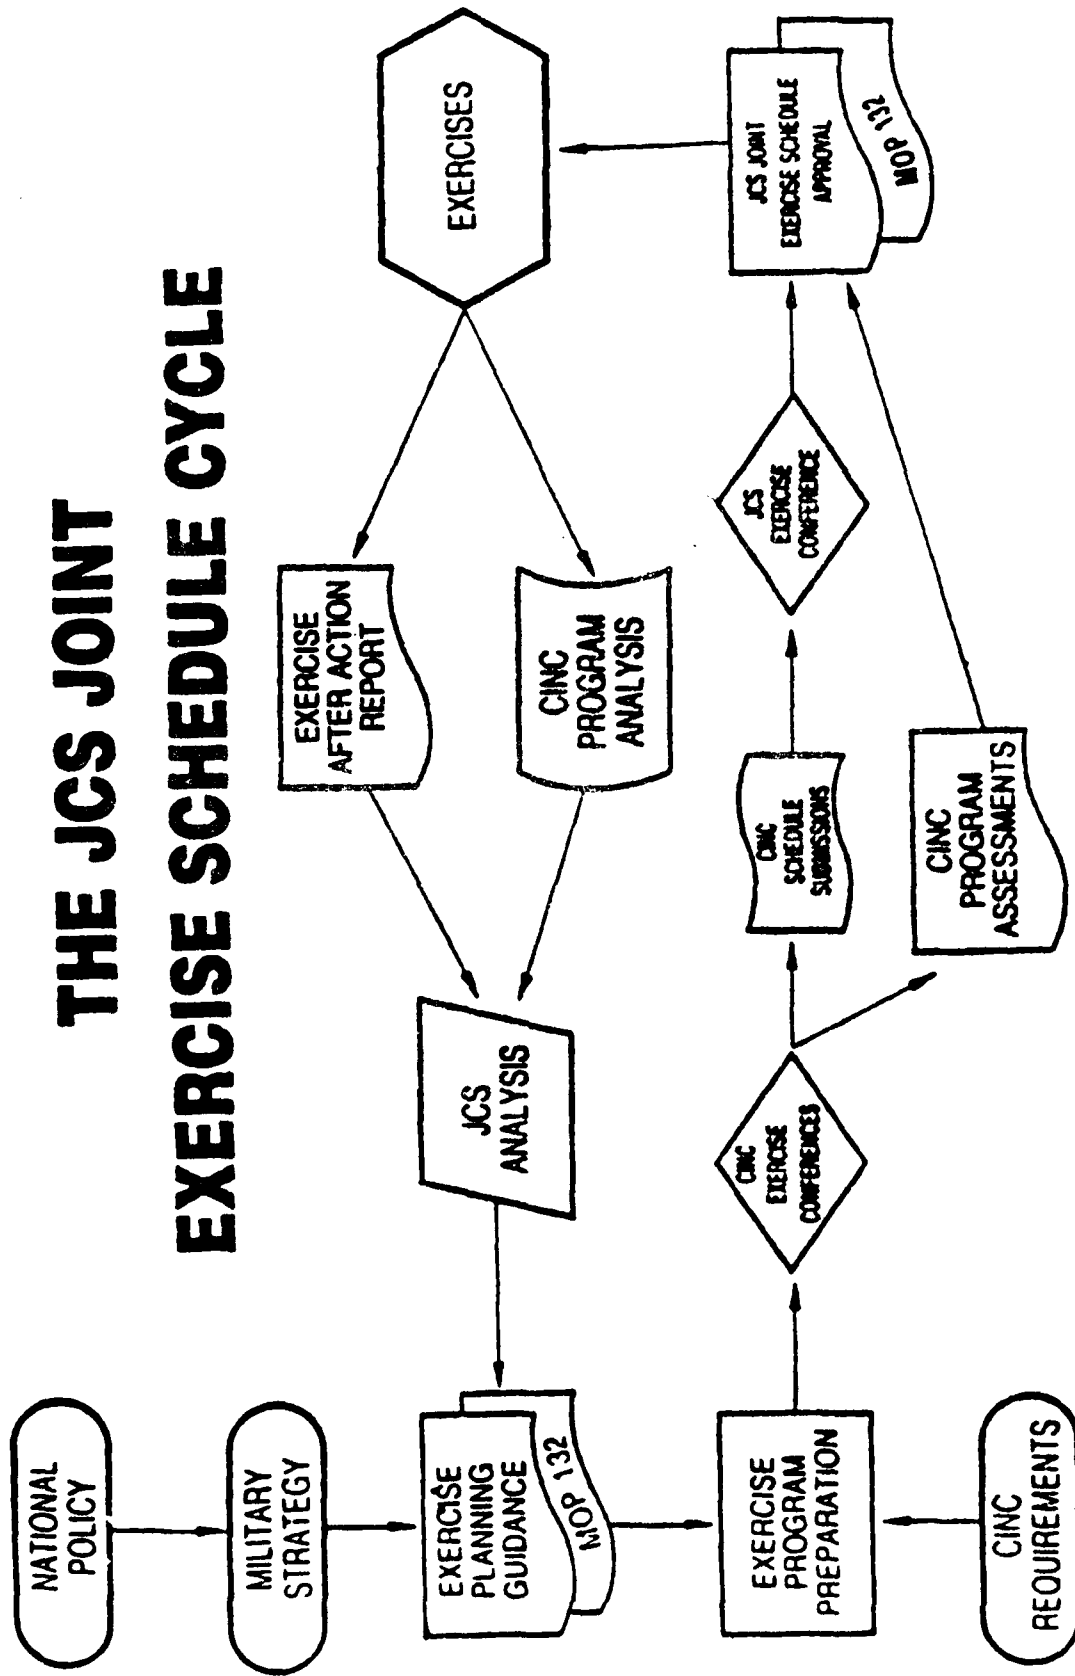 THE JCS JOINT
EXERCISE SCHEDULE CYCLE
NATIONAL
POLICY
MILITARY
STRATEGY
EXERCISE
PLANNING
GUIDANCE
MOP 132
JCS
ANALYSIS
EXERCISE
AFTER ACTION
REPORT
CINC
PROGRAM
ANALYSIS
EXERCISES
EXERCISE
PROGRAM
PREPARATION
CINC
EXERCISE
CONFERENCES
CINC
SCHEDULE
SUBMISSIONS
JCS
EXERCISE
CONFERENCE
JCS JOINT
EXERCISE SCHEDULE
APPROVAL
MOP 132
CINC
REQUIREMENTS
CINC
PROGRAM
ASSESSMENTS